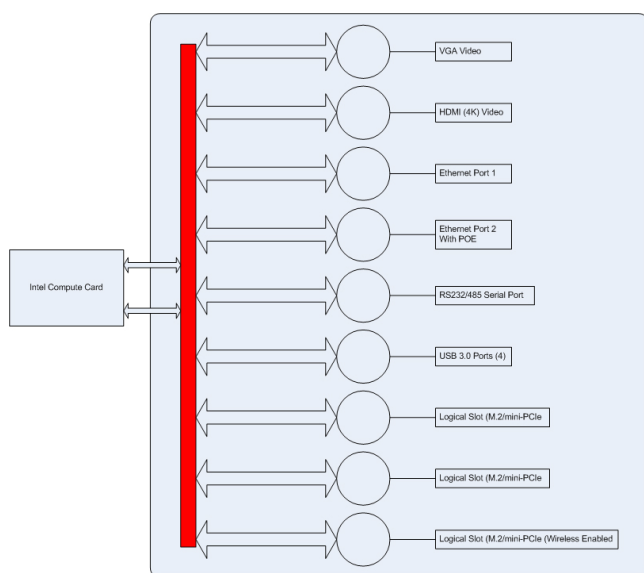 VGA Video
HDMI (4K) Video
Ethernet Port 1
Ethernet Port 2
With POE
Intel Compute Card
RS232/485 Serial Port
USB 3.0 Ports (4)
Logical Slot (M.2/mini-PCIe
Logical Slot (M.2/mini-PCIe
Logical Slot (M.2/mini-PCIe (Wireless Enabled